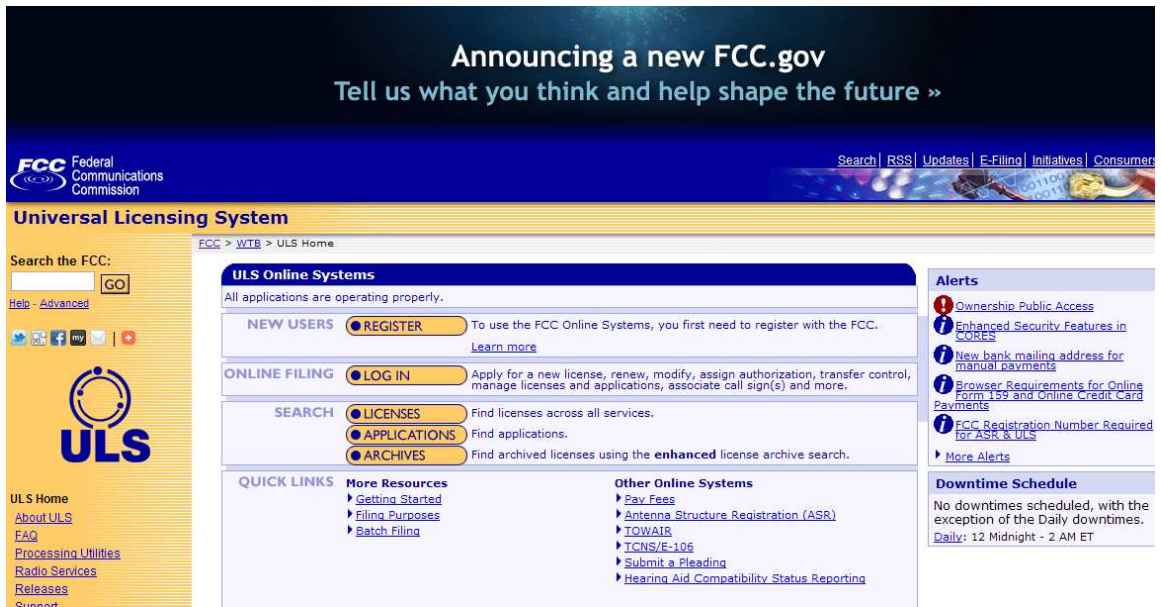 Announcing a new FCC.gov
Tell us what you think and help shape the future »
FCC Federal
Communications
Commission
Search | RSS | Updates | E-Filing | Initiatives | Consumers
Universal Licensing System
FCC > WTB > ULS Home
Search the FCC:
GO
Help - Advanced
my
ULS
ULS Home
About ULS
FAQ
Processing Utilities
Radio Services
Releases
Support
ULS Online Systems
All applications are operating properly.
NEW USERS
REGISTER
To use the FCC Online Systems, you first need to register with the FCC.
Learn more
ONLINE FILING
LOG IN
Apply for a new license, renew, modify, assign authorization, transfer control,
manage licenses and applications, associate call sign(s) and more.
SEARCH
LICENSES
Find licenses across all services.
APPLICATIONS
Find applications.
ARCHIVES
Find archived licenses using the enhanced license archive search.
QUICK LINKS
More Resources
Getting Started
Filing Purposes
Batch Filing
Other Online Systems
Pay Fees
Antenna Structure Registration (ASR)
TOWAIR
TCNS/E-106
Submit a Pleading
Hearing Aid Compatibility Status Reporting
Alerts
Ownership Public Access
Enhanced Security Features in
CORES
New bank mailing address for
manual payments
Browser Requirements for Online
Form 159 and Online Credit Card
Payments
FCC Registration Number Required
for ASR & ULS
More Alerts
Downtime Schedule
No downtimes scheduled, with the
exception of the Daily downtimes.
Daily: 12 Midnight - 2 AM ET